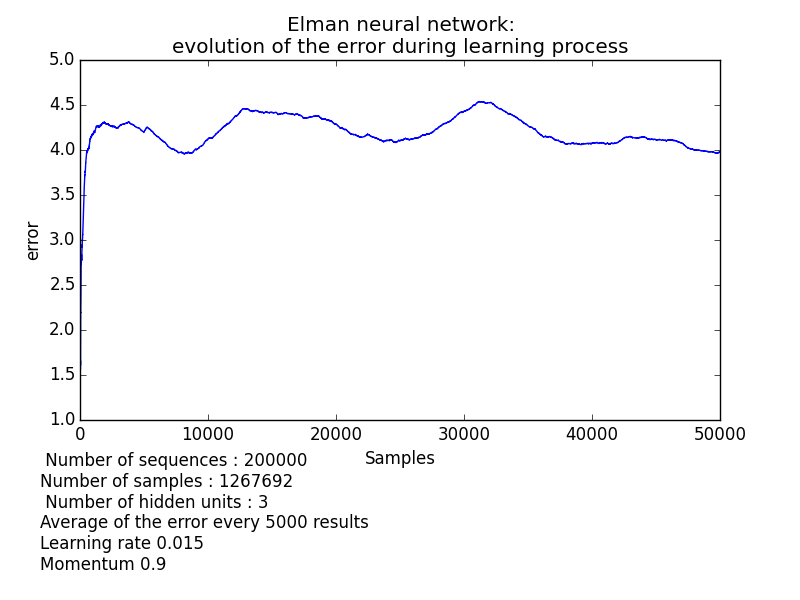 Elman neural network:
evolution of the error during learning process
5.0
4.5
4.0
3.5
3.0
2.5
2.0
1.5
1.0
error
0 10000 20000 30000 40000 50000
Samples
Number of sequences : 200000
Number of samples : 1267692
Number of hidden units : 3
Average of the error every 5000 results
Learning rate 0.015
Momentum 0.9